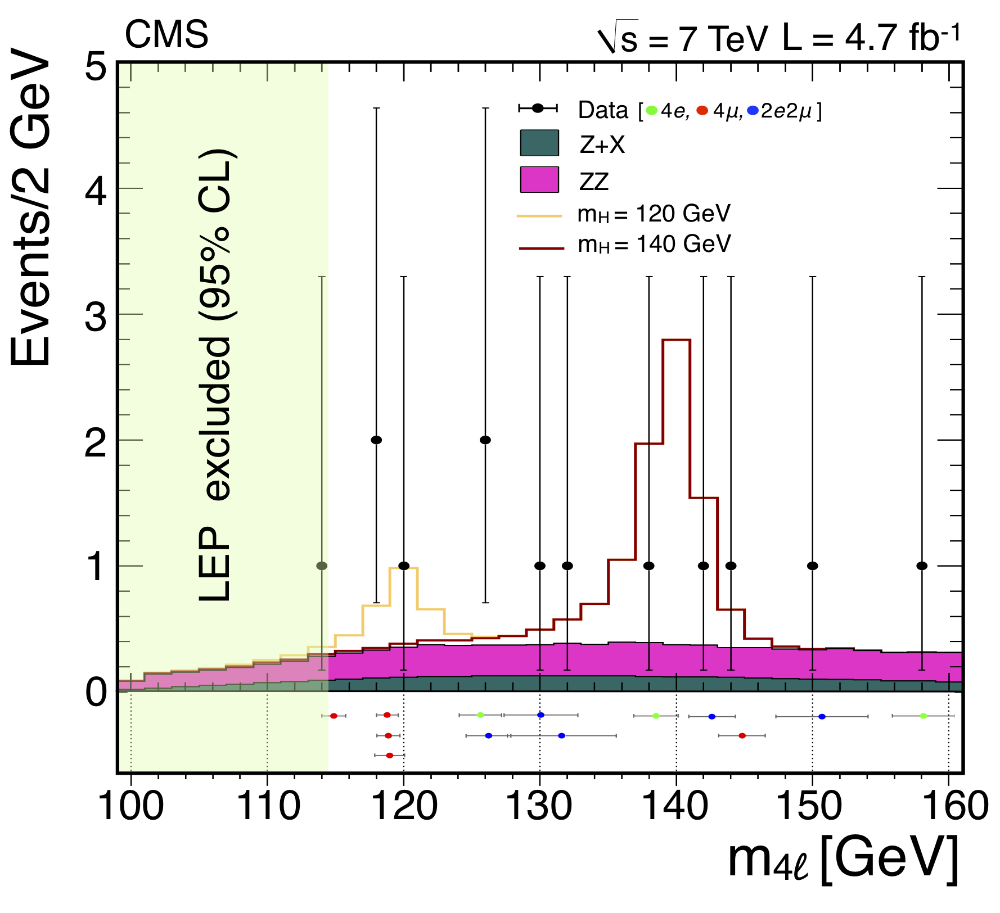 CMS
√s = 7 TeV L = 4.7 fb-1
Events/2 GeV
5
4
3
2
1
0
LEP excluded (95% CL)
Data [ 4e, 4μ, 2e2μ ]
Z+X
ZZ
mH = 120 GeV
mH = 140 GeV
100 110 120 130 140 150 160
m4ℓ [GeV]